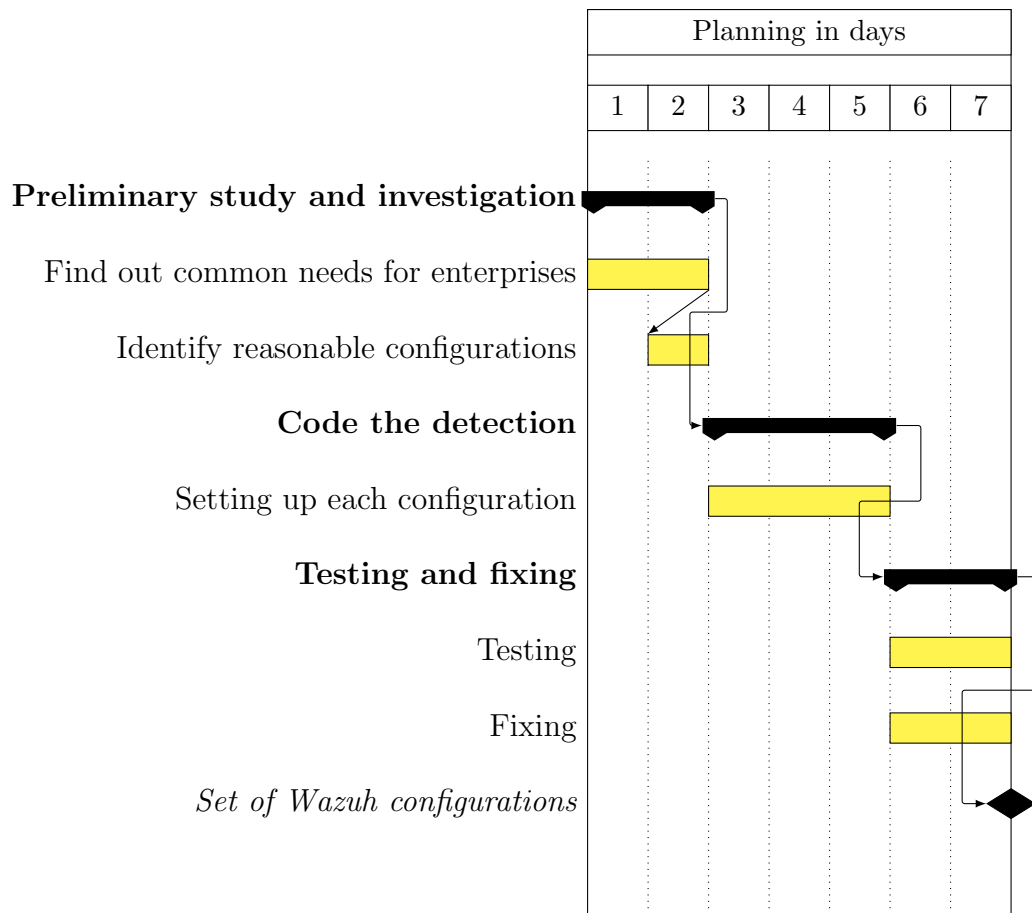 Planning in days
1 2 3 4 5 6 7
Preliminary study and investigation
Find out common needs for enterprises
Identify reasonable configurations
Code the detection
Setting up each configuration
Testing and fixing
Testing
Fixing
Set of Wazuh configurations